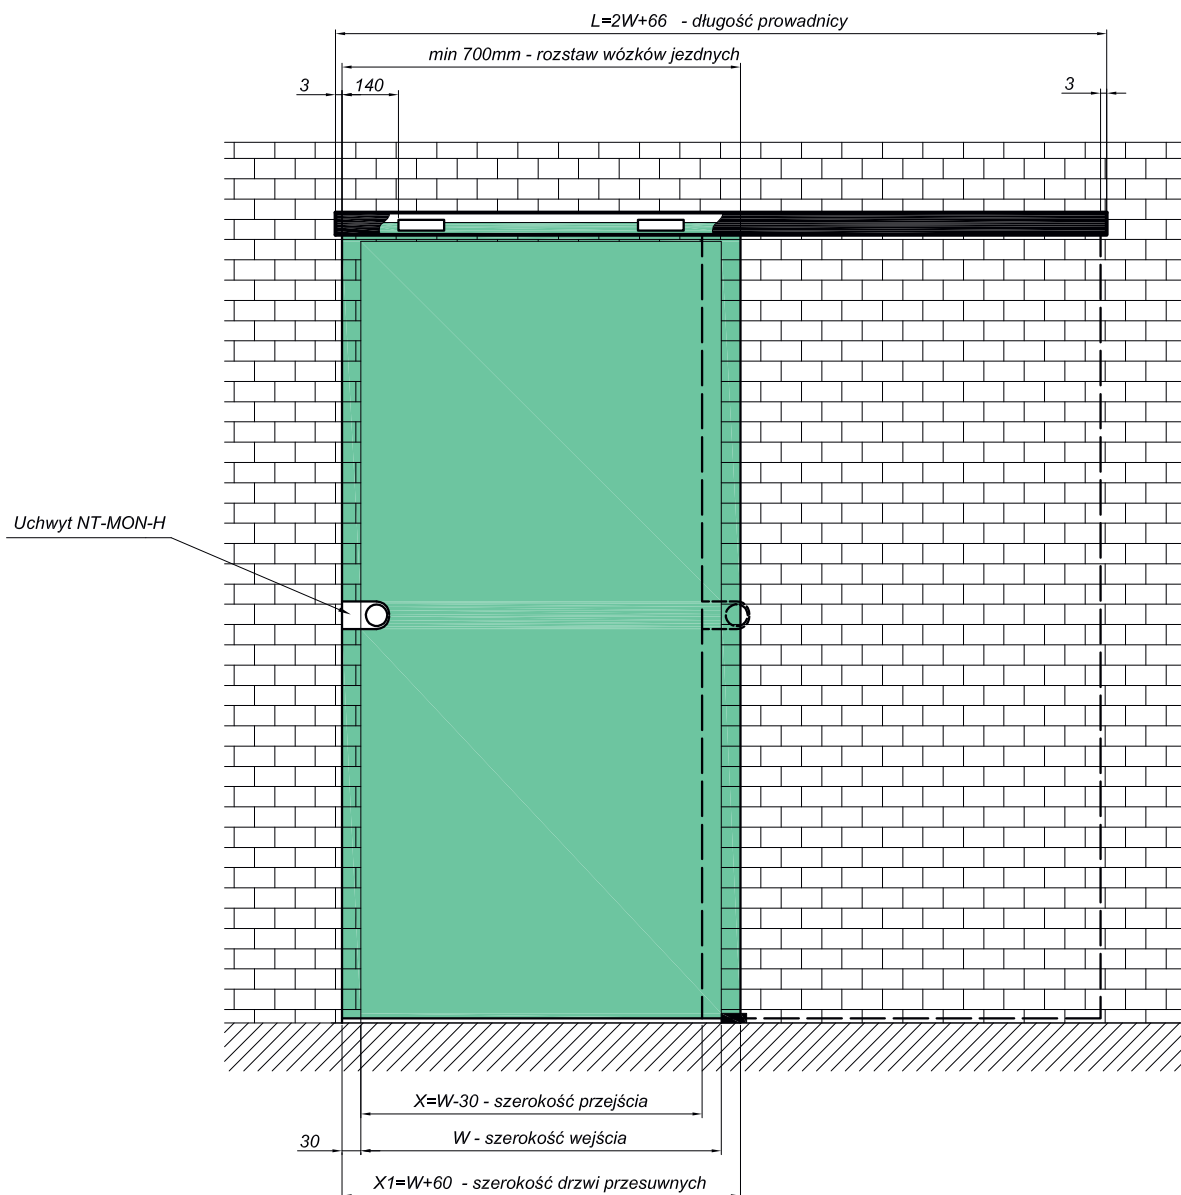 L=2W+66 - długość prowadnicy
min 700mm - rozstaw wózków jezdnych
3
140
3
Uchwyt NT-MON-H
X=W-30 - szerokość przejścia
30
W - szerokość wejścia
X1=W+60 - szerokość drzwi przesuwnych